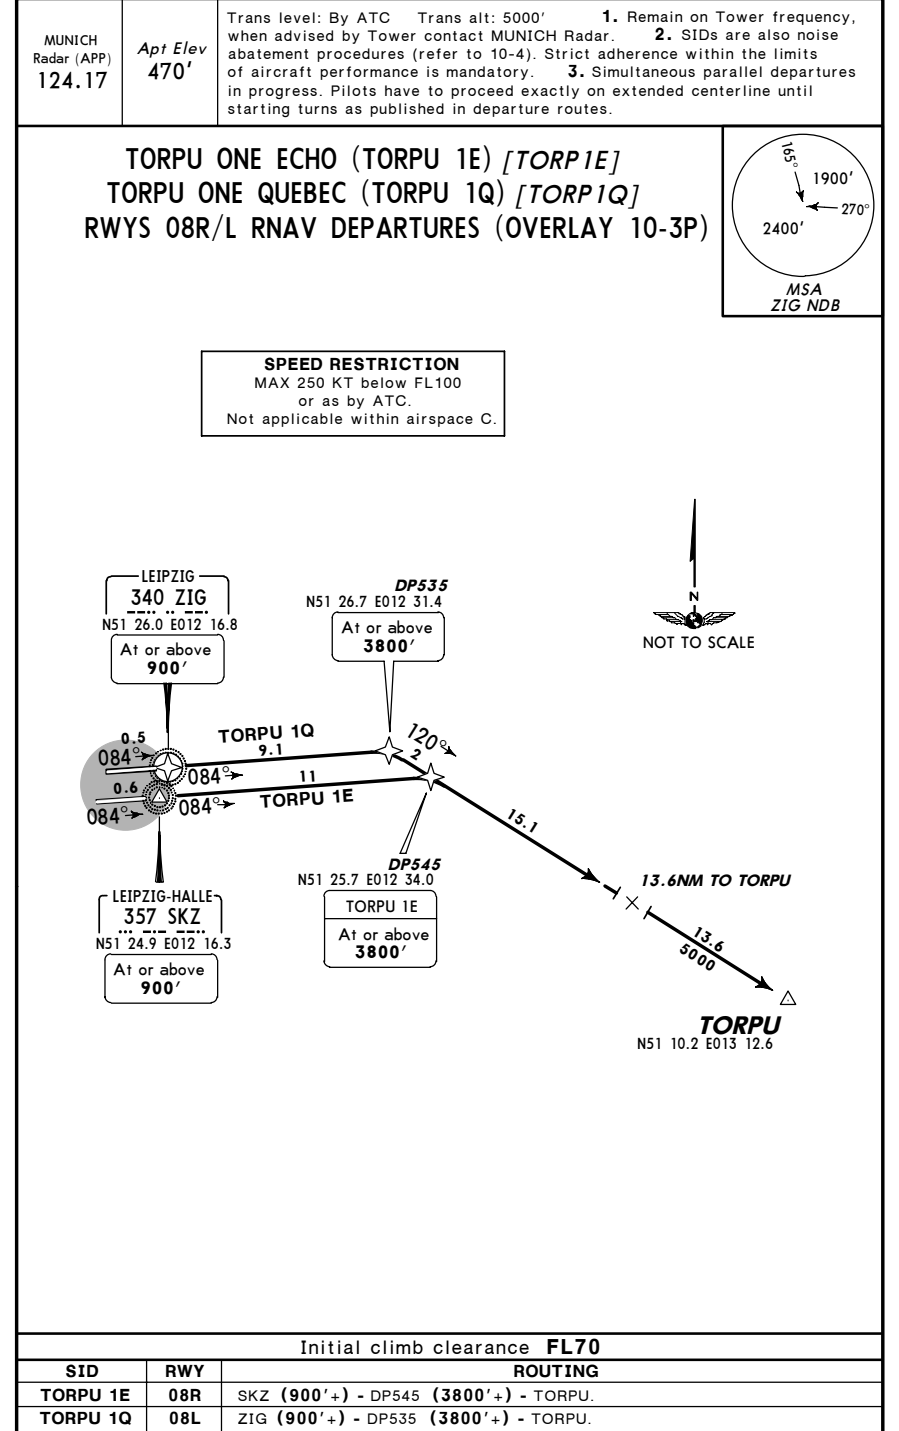 MUNICH
Radar (APP)
124.17
Apt Elev
470'
Trans level: By ATC Trans alt: 5000' 1. Remain on Tower frequency,
when advised by Tower contact MUNICH Radar. 2. SIDs are also noise
abatement procedures (refer to 10-4). Strict adherence within the limits
of aircraft performance is mandatory. 3. Simultaneous parallel departures
in progress. Pilots have to proceed exactly on extended centerline until
starting turns as published in departure routes.
TORPU ONE ECHO (TORPU 1E) [TORP1E]
TORPU ONE QUEBEC (TORPU 1Q) [TORP1Q]
RWYS 08R/L RNAV DEPARTURES (OVERLAY 10-3P)
165°
1900'
270°
2400'
MSA
ZIG NDB
SPEED RESTRICTION
MAX 250 KT below FL100
or as by ATC.
Not applicable within airspace C.
N
NOT TO SCALE
LEIPZIG
340 ZIG
N51 26.0 E012 16.8
At or above
900'
DP535
N51 26.7 E012 31.4
At or above
3800'
0.5
084°
TORPU 1Q
9.1
084°
120°
2
0.6
084°
11
TORPU 1E
084°
15.1
DP545
N51 25.7 E012 34.0
TORPU 1E
At or above
3800'
LEIPZIG-HALLE
357 SKZ
N51 24.9 E012 16.3
At or above
900'
13.6NM TO TORPU
13.6
5000
TORPU
N51 10.2 E013 12.6
Initial climb clearance FL70
SID RWY ROUTING
TORPU 1E 08R SKZ (900'+) - DP545 (3800'+) - TORPU.
TORPU 1Q 08L ZIG (900'+) - DP535 (3800'+) - TORPU.